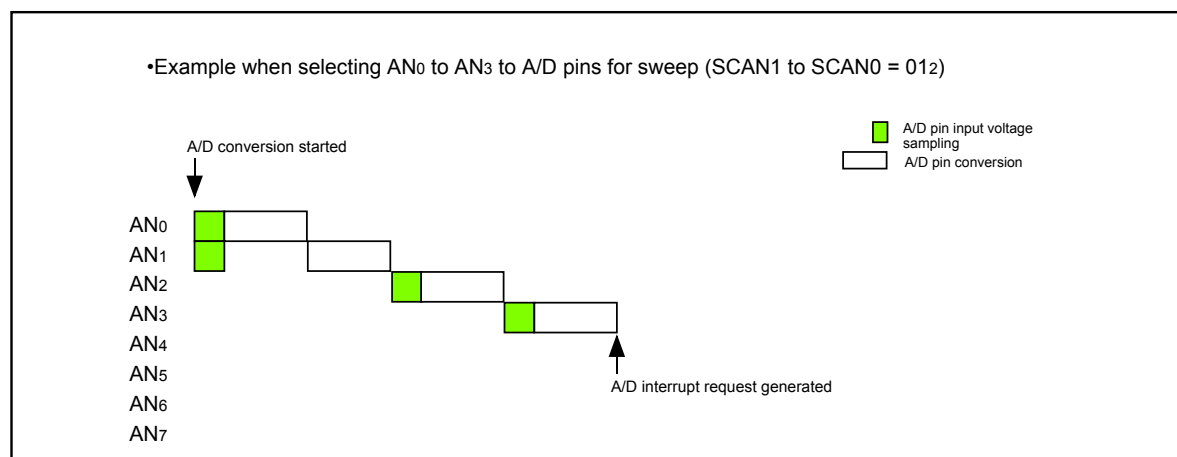 •Example when selecting AN0 to AN3 to A/D pins for sweep (SCAN1 to SCAN0 = 012)
A/D conversion started
A/D pin input voltage
sampling
A/D pin conversion
AN0
AN1
AN2
AN3
AN4
AN5
AN6
AN7
A/D interrupt request generated